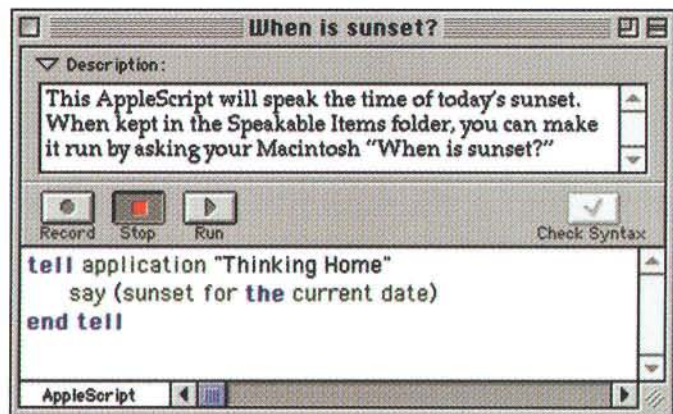 When is sunset?
Description:
This AppleScript will speak the time of today's sunset.
When kept in the Speakable Items folder, you can make
it run by asking your Macintosh “When is sunset?”
Record Stop Run Check Syntax
tell application "Thinking Home"
say (sunset for the current date)
end tell
AppleScript